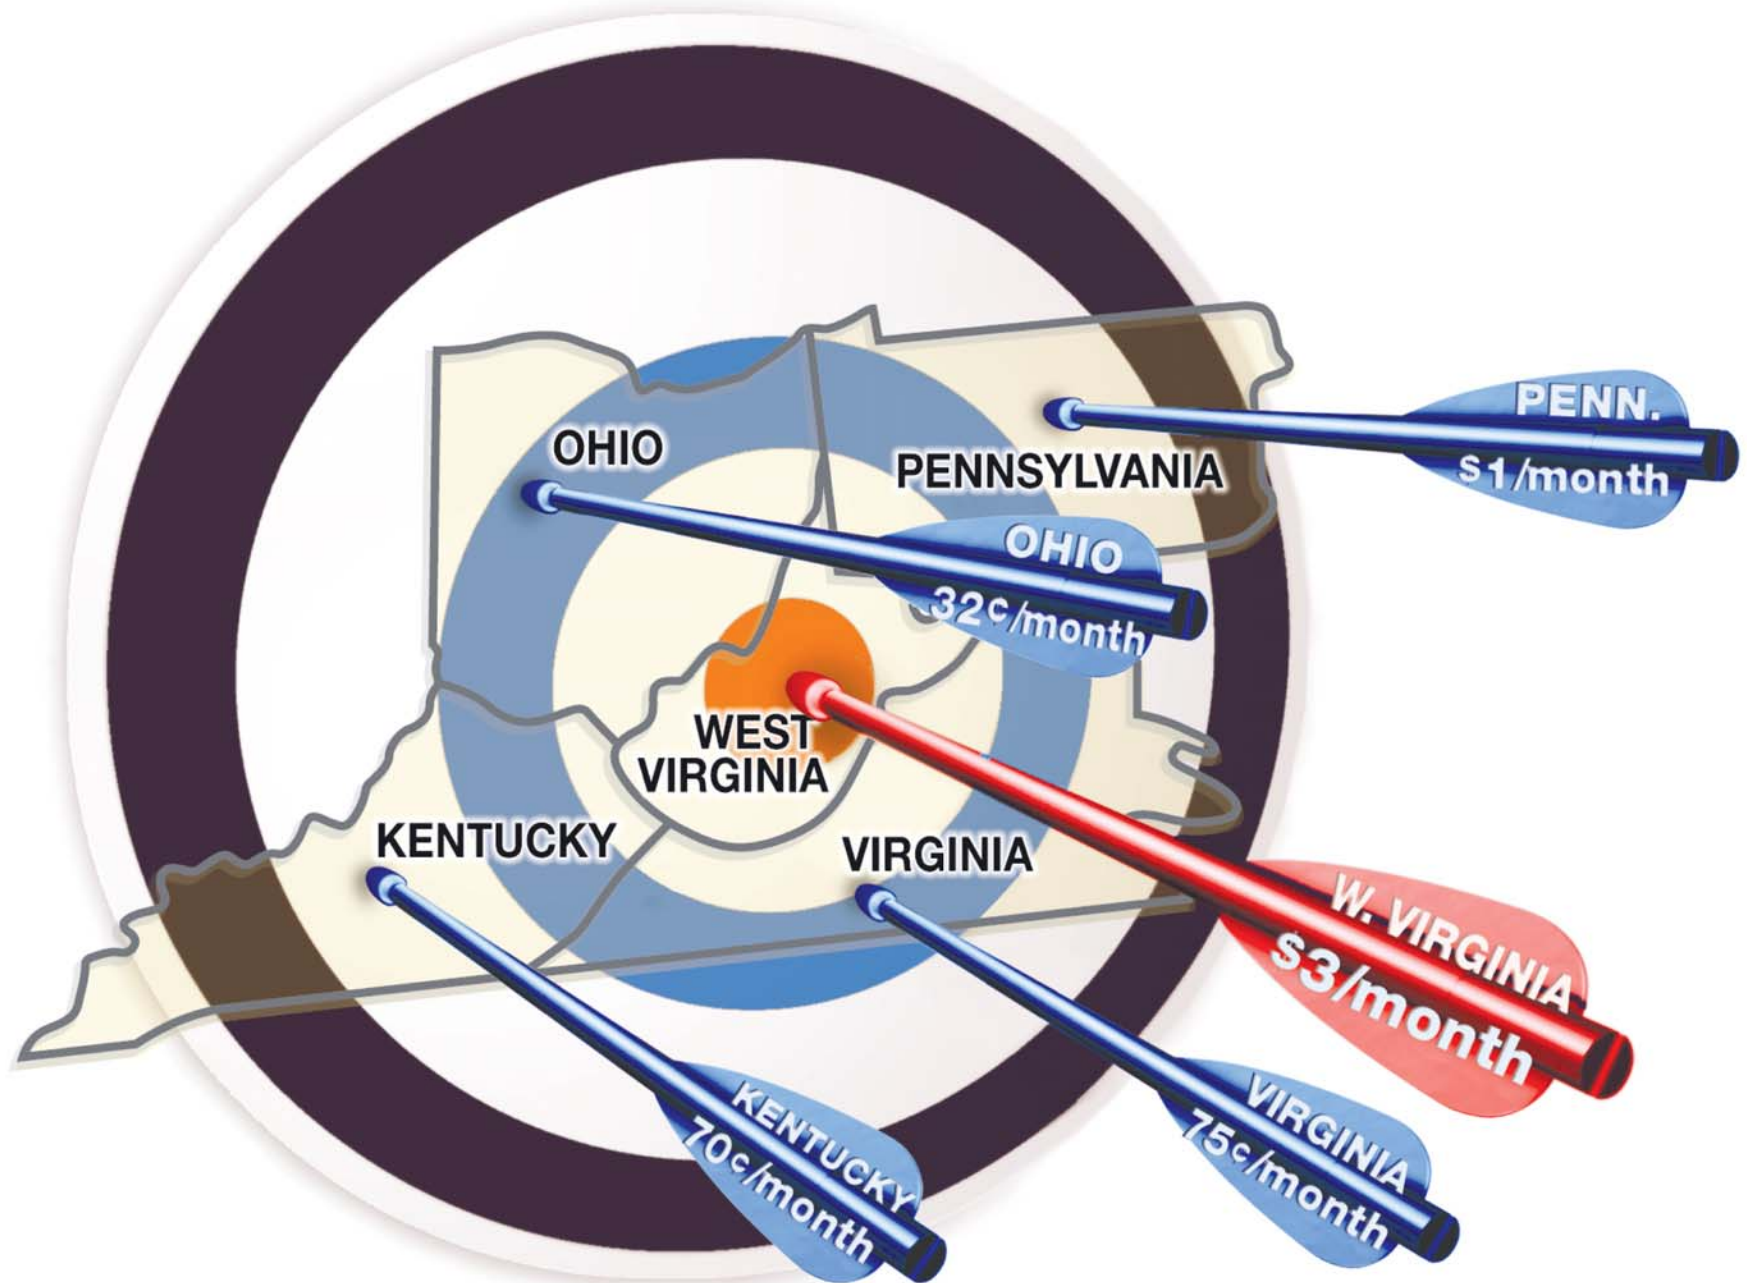 PENN.
$1/month
OHIO
PENNSYLVANIA
OHIO
32¢/month
WEST
VIRGINIA
KENTUCKY
VIRGINIA
W. VIRGINIA
$3/month
KENTUCKY
70¢/month
VIRGINIA
75¢/month